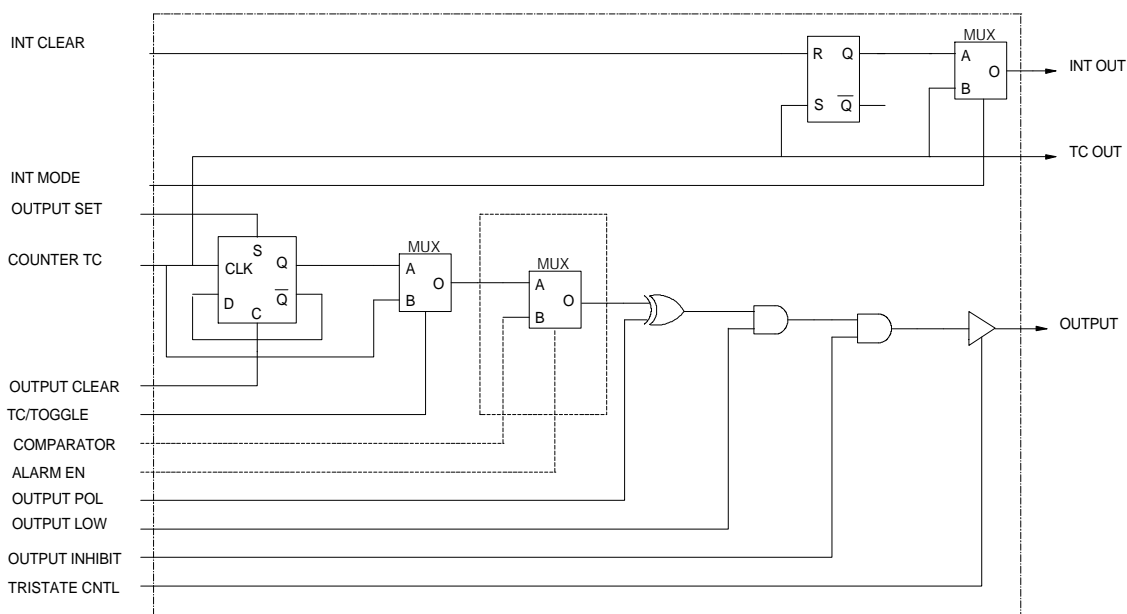 INT CLEAR
R Q
S Q
MUX
A
O
B
INT OUT
TC OUT
INT MODE
OUTPUT SET
COUNTER TC
S
CLK Q
D Q
C
MUX
A
O
B
MUX
A
O
B
OUTPUT
OUTPUT CLEAR
TC/TOGGLE
COMPARATOR
ALARM EN
OUTPUT POL
OUTPUT LOW
OUTPUT INHIBIT
TRISTATE CNTL